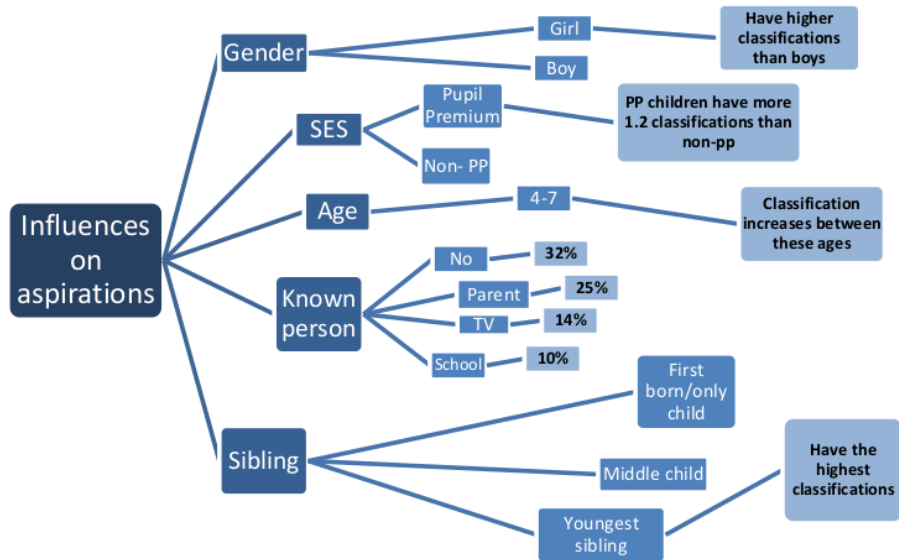 Influences
on
aspirations
Gender
Girl
Have higher
classifications
than boys
Boy
SES
Pupil
Premium
PP children have more
1.2 classifications than
non-pp
Non- PP
Age
4-7
Classification
increases between
these ages
Known
person
No
32%
Parent
25%
TV
14%
School
10%
Sibling
First
born/only
child
Middle child
Youngest
sibling
Have the
highest
classifications